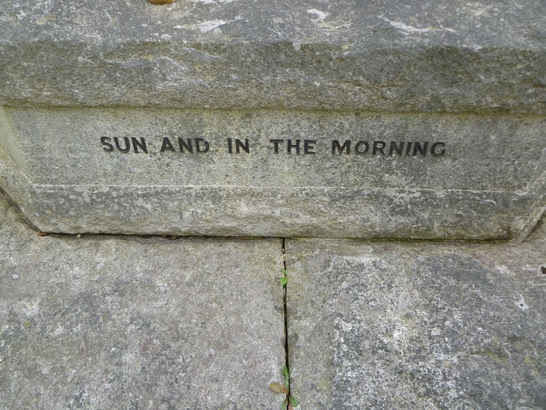 SUN AND IN THE MORNING